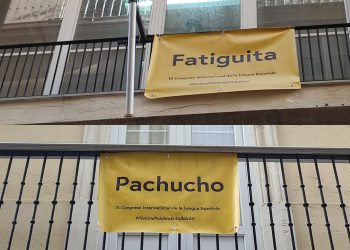 Fatiguita
IX Congreso Internacional de la Lengua Española
Pachucho
IX Congreso Internacional de la Lengua Española